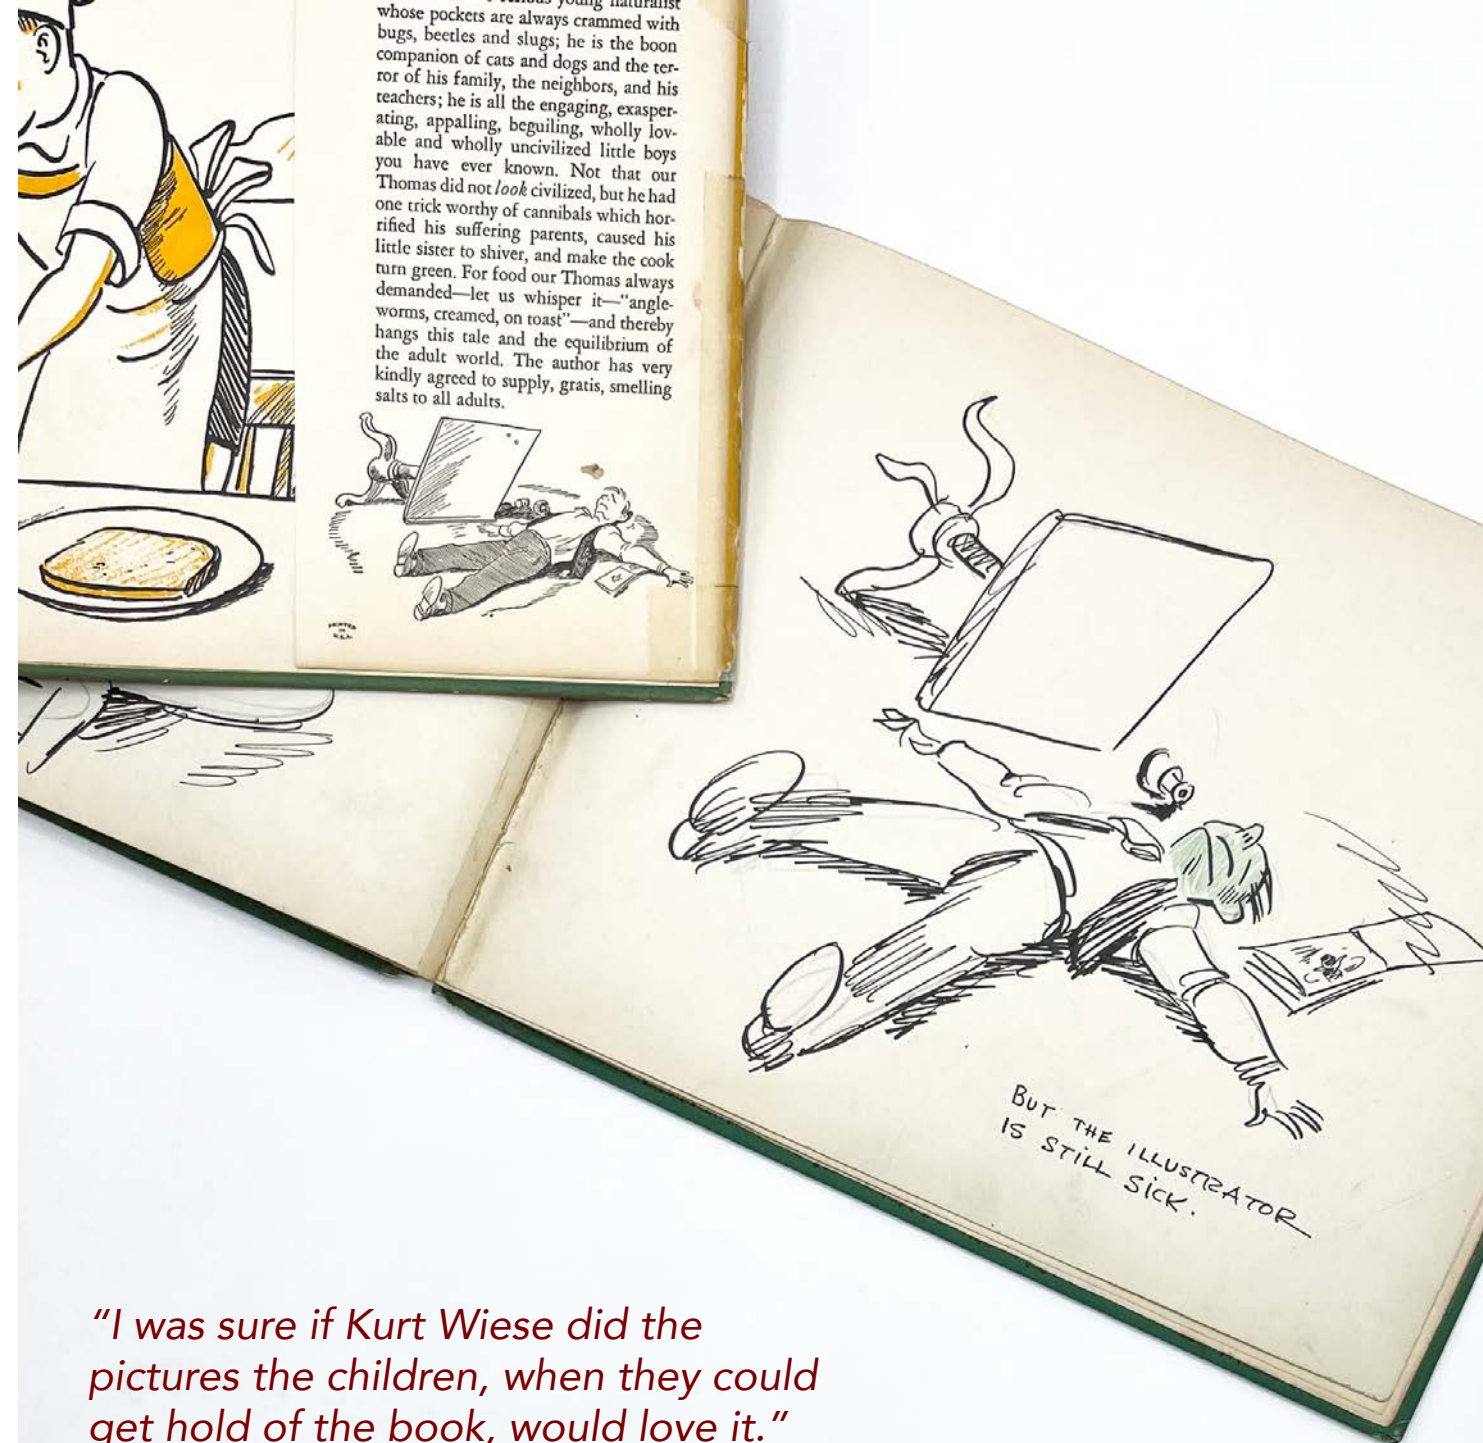 young naturalist
whose pockets are always crammed with
bugs, beetles and slugs; he is the boon
companion of cats and dogs and the ter-
ror of his family, the neighbors, and his
teachers; he is all the engaging, exasper-
ating, appalling, beguiling, wholly lov-
able and wholly uncivilized little boys
you have ever known. Not that our
Thomas did not look civilized, but he had
one trick worthy of cannibals which hor-
rified his suffering parents, caused his
little sister to shiver, and make the cook
turn green. For food our Thomas always
demanded—let us whisper it—"angle-
worms, creamed, on toast"—and thereby
hangs this tale and the equilibrium of
the adult world. The author has very
kindly agreed to supply, gratis, smelling
salts to all adults.
PRINTED
IN
U.S.A.
BUT THE ILLUSTRATOR
IS STILL SICK.
“I was sure if Kurt Wiese did the
pictures the children, when they could
get hold of the book, would love it.”